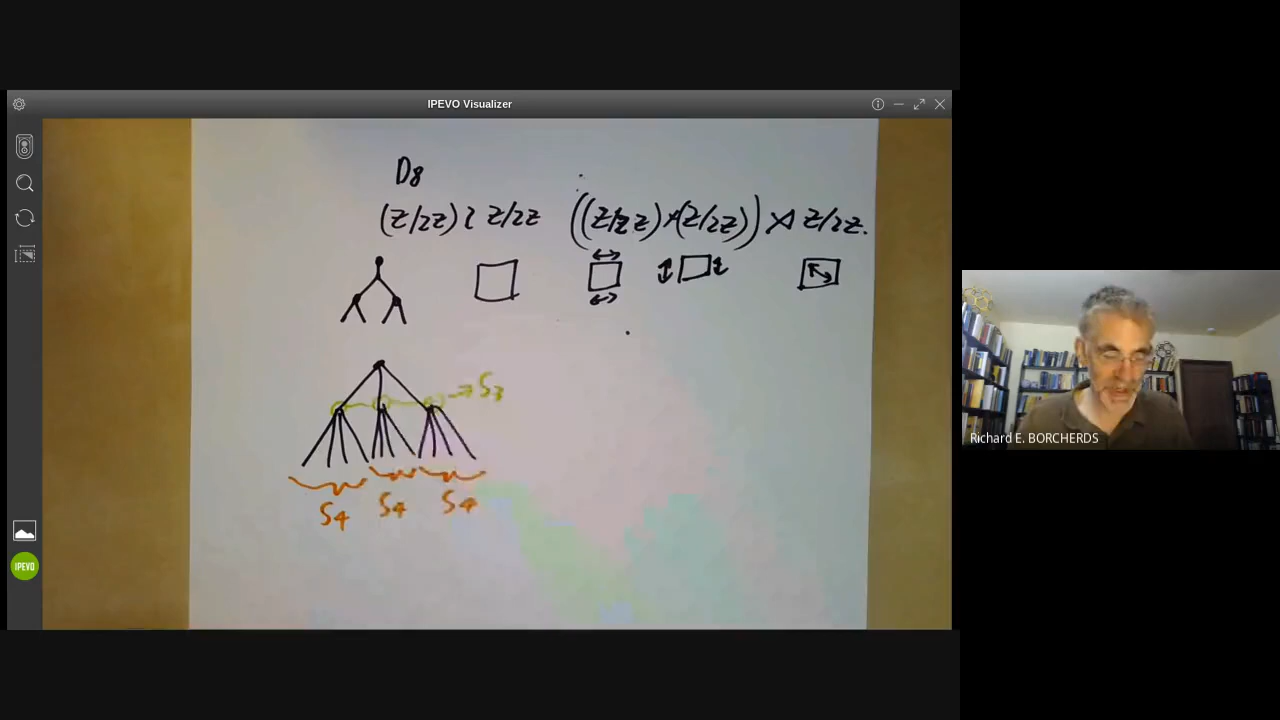 IPEVO Visualizer
D8
(Z/2Z) ≀ Z/2Z ((Z/2Z)×(Z/2Z)) ⋊ Z/2Z.
→ S3
S4 S4 S4
Richard E. BORCHERDS
IPEVO